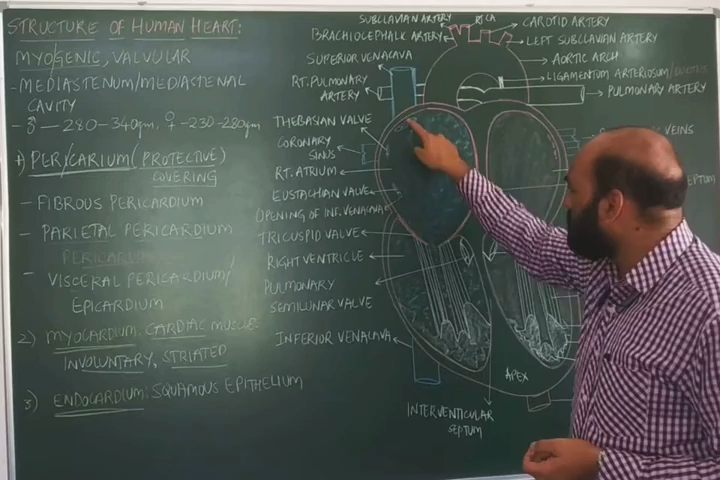 STRUCTURE OF HUMAN HEART:
MYOGENIC, VALVULAR
- MEDIASTENUM/MEDIASTENAL
CAVITY
- ♂ - 280-340gm, ♀ -230-280gm
1) PERICARIUM (PROTECTIVE)
COVERING
- FIBROUS PERICARDIUM
- PARIETAL PERICARDIUM
- VISCERAL PERICARDIUM/
EPICARDIUM
2) MYOCARDIUM: CARDIAC MUSCLE-
INVOLUNTARY, STRIATED
3) ENDOCARDIUM: SQUAMOUS EPITHELIUM
SUBCLAVIAN ARTERY
BRACHIOCEPHALIC ARTERY
SUPERIOR VENACAVA
RT. PULMONARY
ARTERY
THEBASIAN VALVE
CORONARY
SINUS
RT. ATRIUM
EUSTACHIAN VALVE
OPENING OF INF. VENACAVA
TRICUSPID VALVE
RIGHT VENTRICLE
PULMONARY
SEMILUNAR VALVE
INFERIOR VENACAVA
INTERVENTICULAR
SEPTUM
APEX
CAROTID ARTERY
LEFT SUBCLAVIAN ARTERY
AORTIC ARCH
LIGAMENTUM ARTERIOSUM/
PULMONARY ARTERY
VEINS